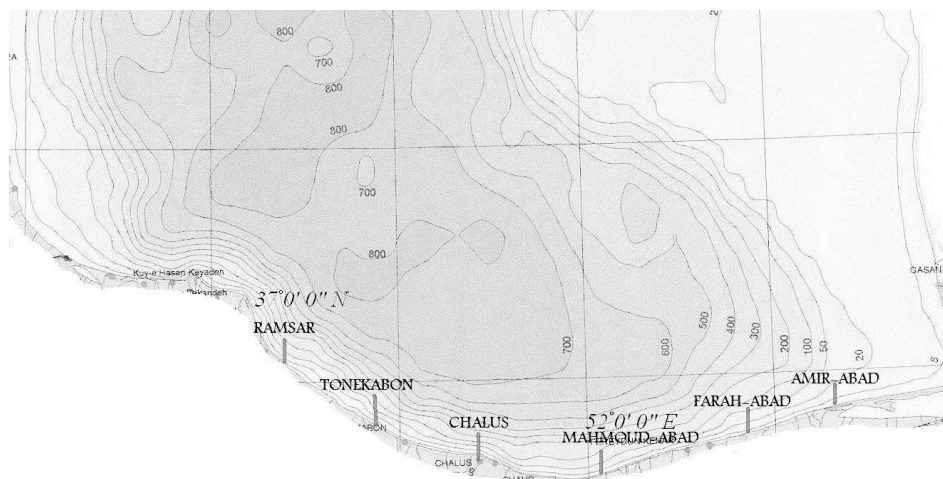 800
700
800
800
700
800
Kuy-e Hasan Keyadeh
GASAN
37°0' 0" N
RAMSAR
500
400
300
200
100
50
20
5
700
600
TONEKABON
AMIR-ABAD
FARAH-ABAD
CHALUS
52°0' 0" E
MAHMOUD-ABAD
CHALUS